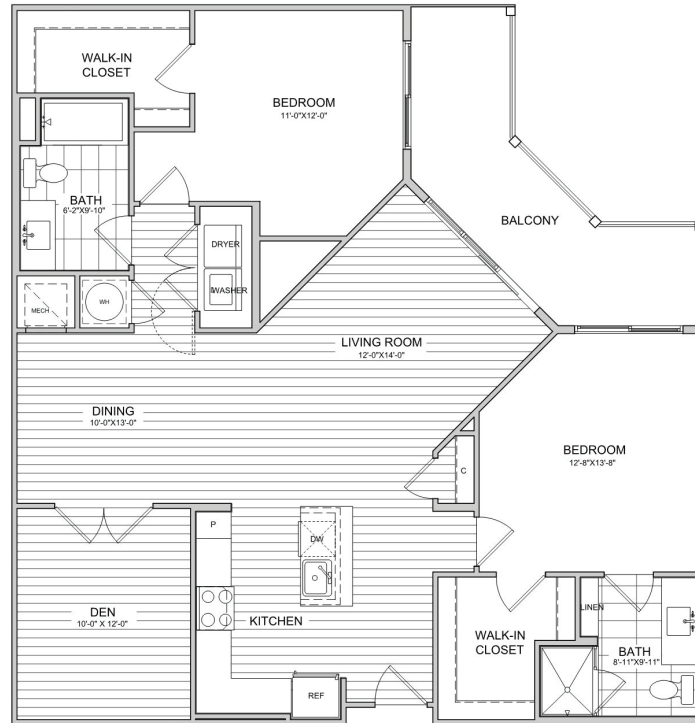 WALK-IN
CLOSET
BEDROOM
11'-0"X12'-0"
BATH
6'-2"X9'-10"
BALCONY
DRYER
WASHER
MECH
WH
LIVING ROOM
12'-0"X14'-0"
DINING
10'-0"X13'-0"
BEDROOM
12'-8"X13'-8"
C
P
DW
DEN
10'-0" X 12'-0"
KITCHEN
LINEN
WALK-IN
CLOSET
BATH
8'-11"X9'-11"
REF